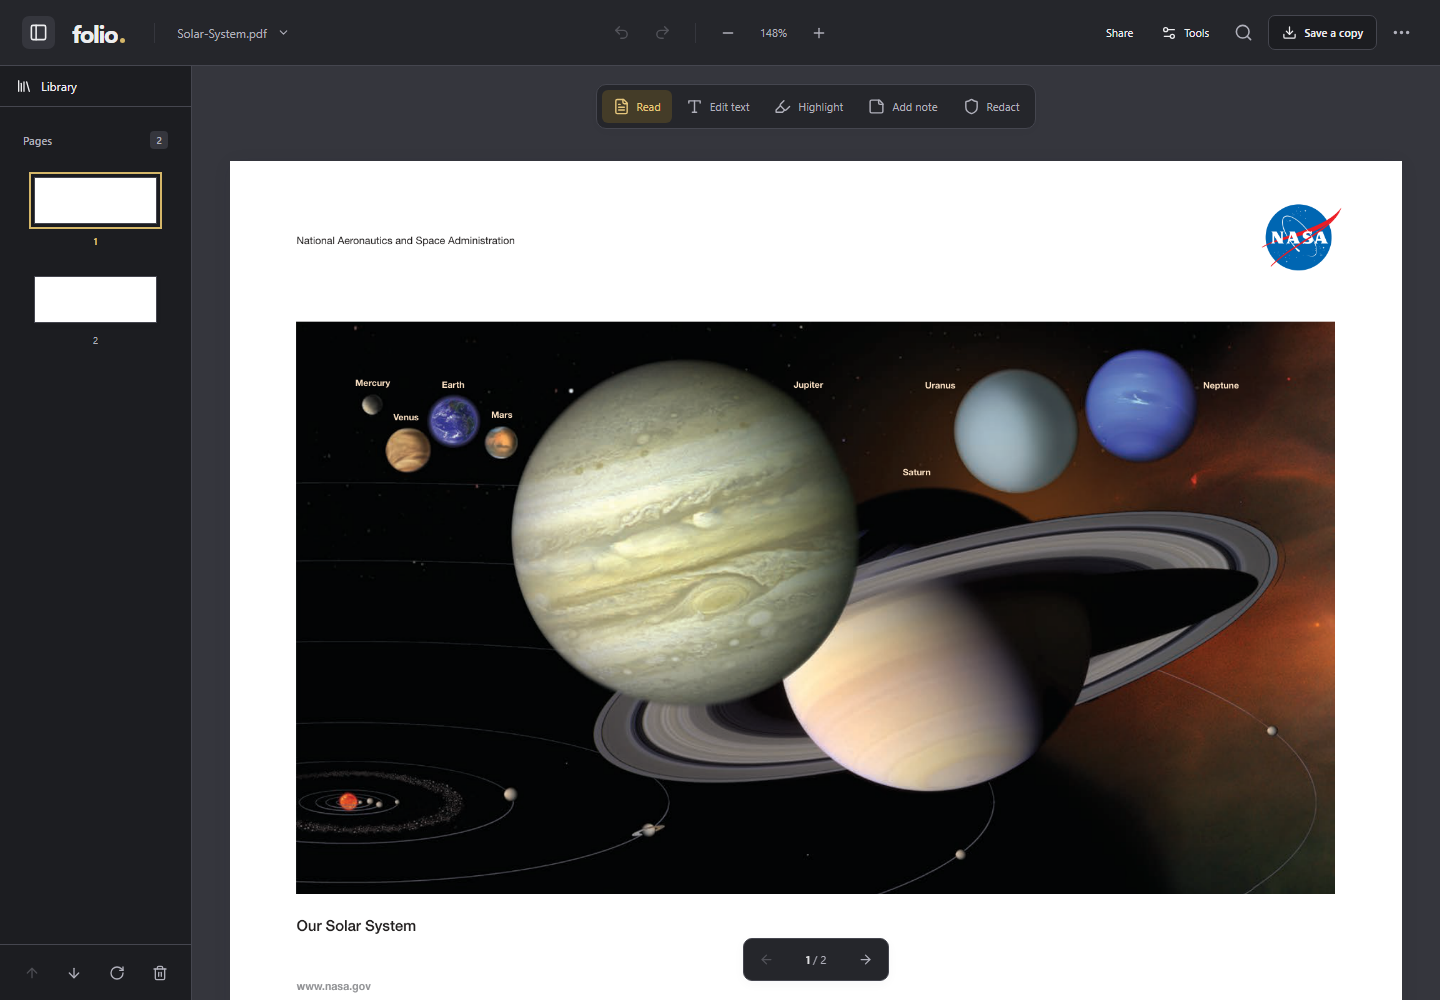 folio.
Solar-System.pdf
148%
Share
Tools
Save a copy
Library
Read
Edit text
Highlight
Add note
Redact
Pages
2
1
2
National Aeronautics and Space Administration
NASA
Mercury
Earth
Venus
Mars
Jupiter
Uranus
Neptune
Saturn
Our Solar System
1 / 2
www.nasa.gov